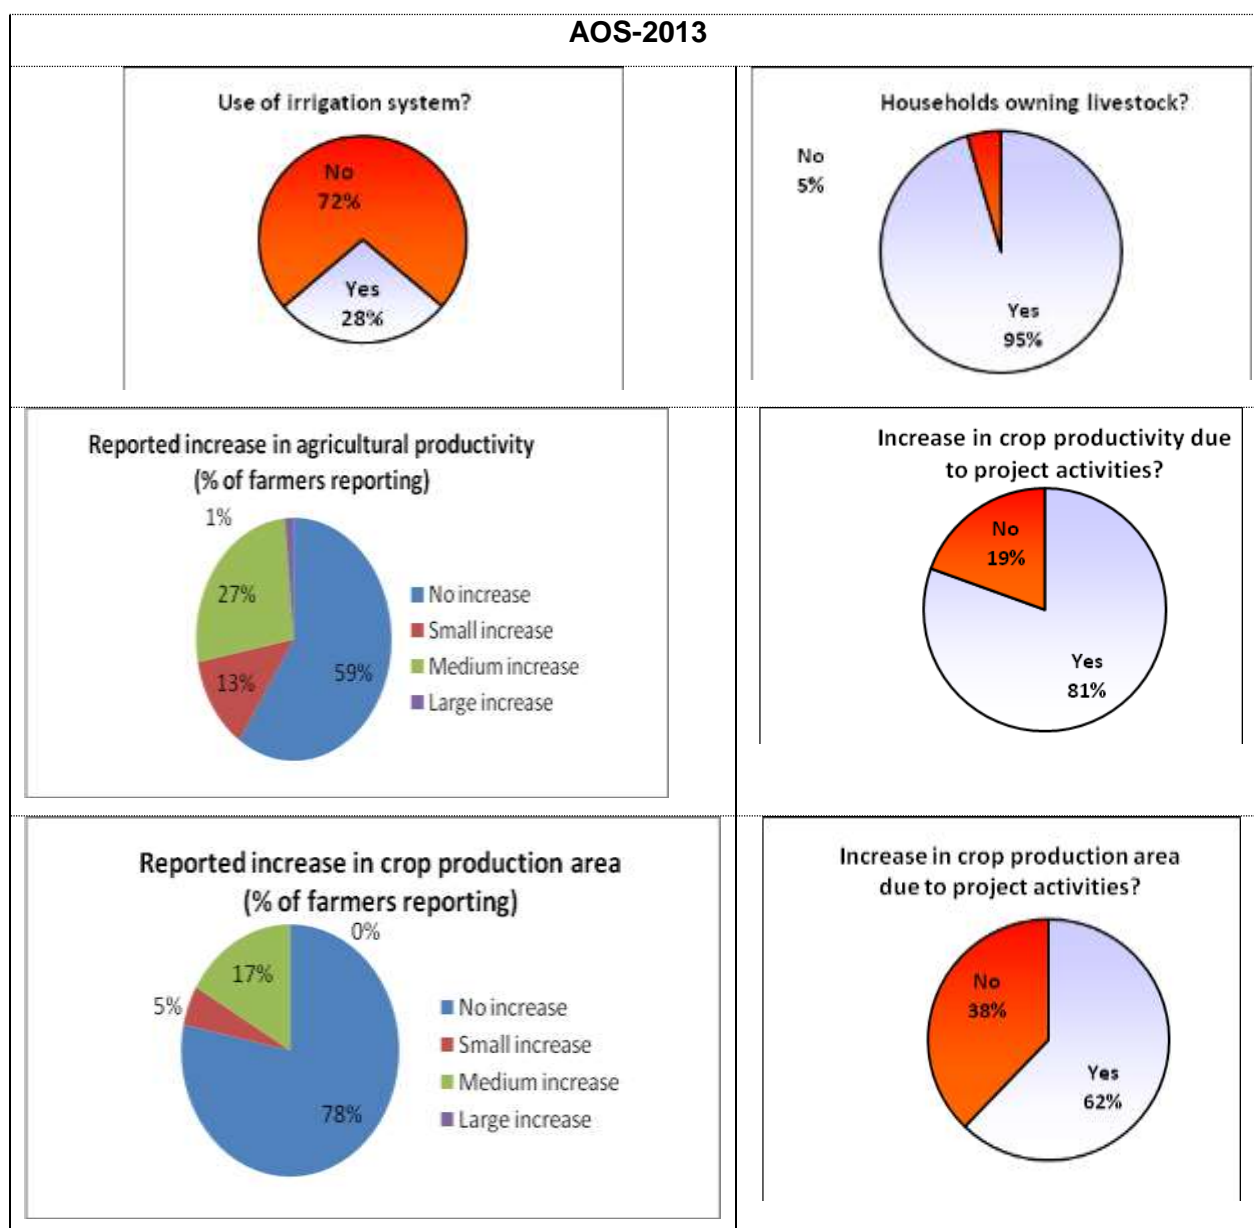 AOS-2013
Use of irrigation system?
No
72%
Yes
28%
Households owning livestock?
No
5%
Yes
95%
Reported increase in agricultural productivity
(% of farmers reporting)
1%
27%
13%
59%
No increase
Small increase
Medium increase
Large increase
Increase in crop productivity due
to project activities?
No
19%
Yes
81%
Reported increase in crop production area
(% of farmers reporting)
0%
17%
5%
78%
No increase
Small increase
Medium increase
Large increase
Increase in crop production area
due to project activities?
No
38%
Yes
62%